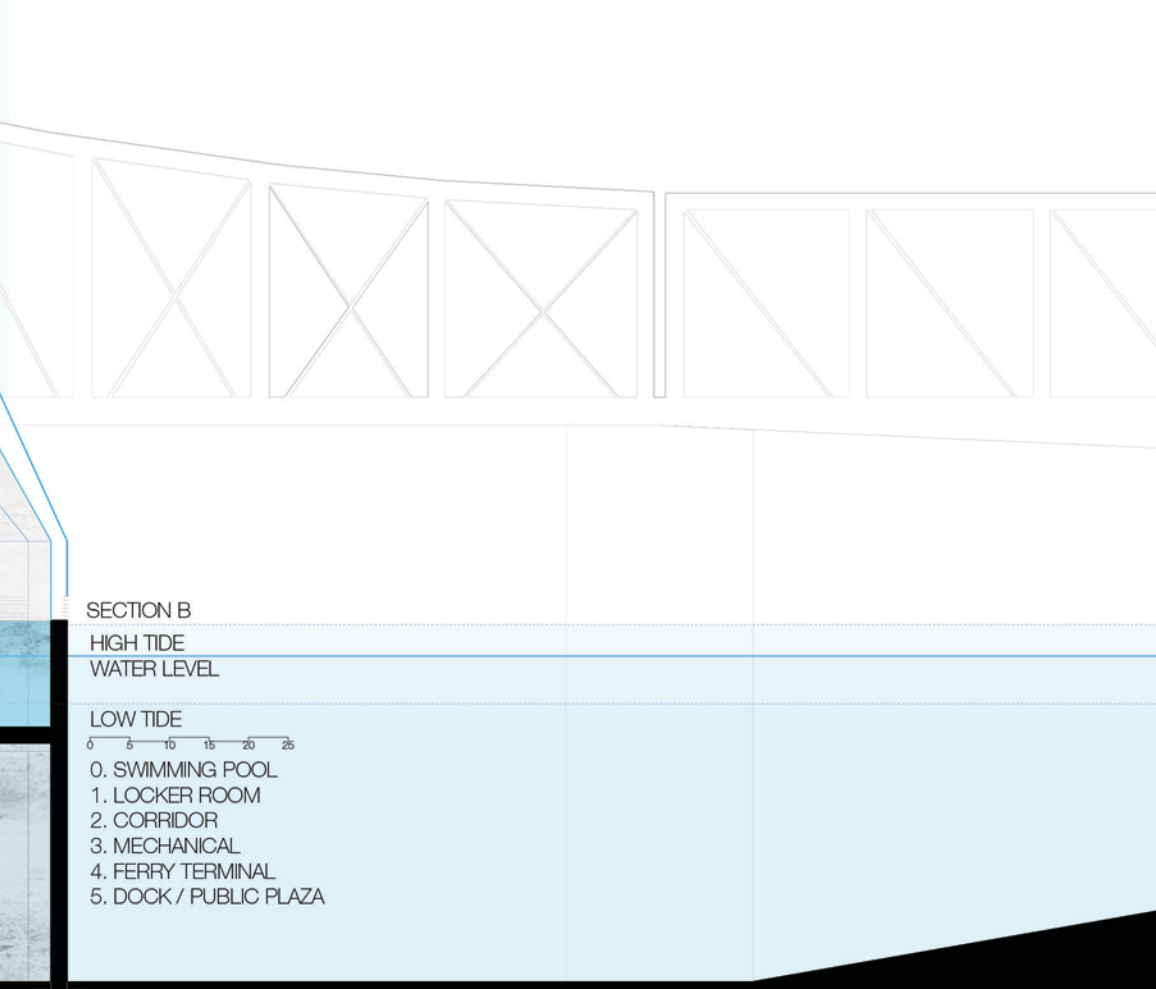 SECTION B
HIGH TIDE
WATER LEVEL
LOW TIDE
0 5 10 15 20 25
0. SWIMMING POOL
1. LOCKER ROOM
2. CORRIDOR
3. MECHANICAL
4. FERRY TERMINAL
5. DOCK / PUBLIC PLAZA